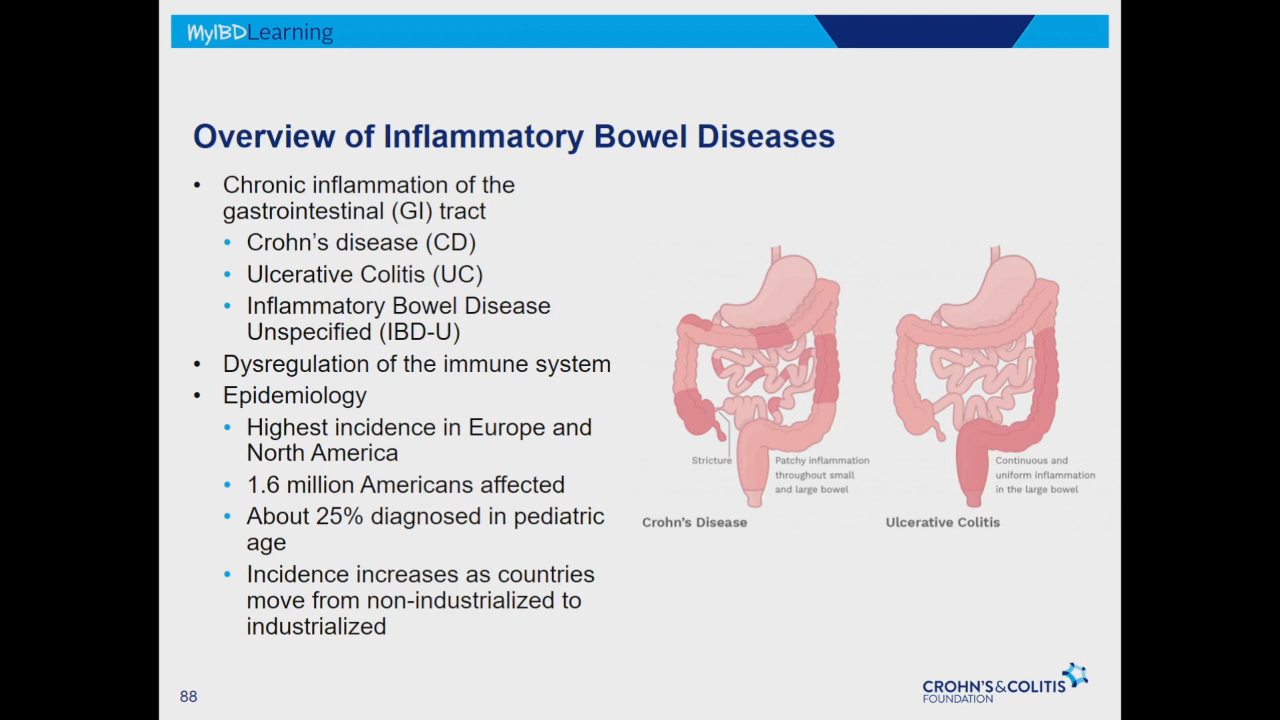 MyIBDLearning
Overview of Inflammatory Bowel Diseases
• Chronic inflammation of the
gastrointestinal (GI) tract
• Crohn’s disease (CD)
• Ulcerative Colitis (UC)
• Inflammatory Bowel Disease
Unspecified (IBD-U)
• Dysregulation of the immune system
• Epidemiology
• Highest incidence in Europe and
North America
• 1.6 million Americans affected
• About 25% diagnosed in pediatric
age
• Incidence increases as countries
move from non-industrialized to
industrialized
Stricture
Patchy inflammation
throughout small
and large bowel
Crohn’s Disease
Continuous and
uniform inflammation
in the large bowel
Ulcerative Colitis
88
CROHN’S&COLITIS
FOUNDATION